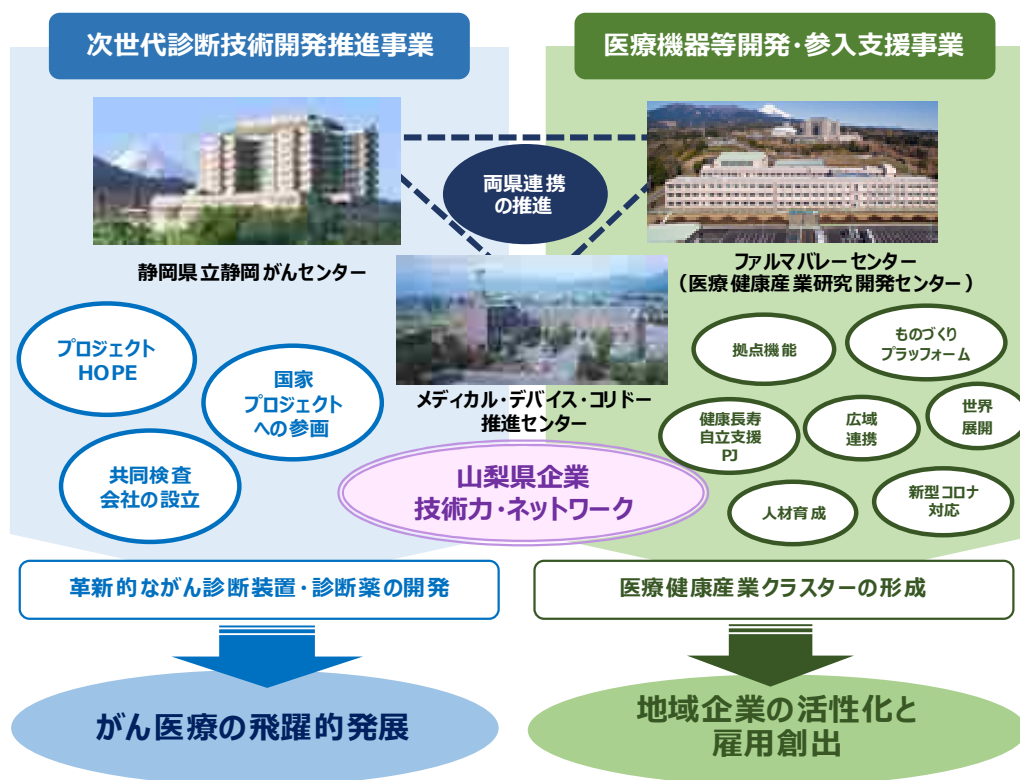 次世代診断技術開発推進事業
医療機器等開発・参入支援事業
両県連携
の推進
静岡県立静岡がんセンター
ファルマバレーセンター
（医療健康産業研究開発センター）
メディカル・デバイス・コリドー
推進センター
プロジェクト
HOPE
国家
プロジェクト
への参画
共同検査
会社の設立
拠点機能
ものづくり
プラッフォーム
健康長寿
自立支援
PJ
広域
連携
世界
展開
人材育成
新型コロナ
対応
山梨県企業
技術力・ネットワーク
革新的ながん診断装置・診断薬の開発
医療健康産業クラスターの形成
がん医療の飛躍的発展
地域企業の活性化と
雇用創出